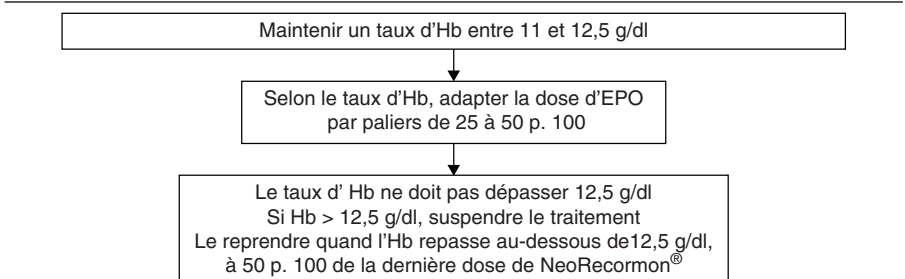 Maintenir un taux d'Hb entre 11 et 12,5 g/dl
Selon le taux d'Hb, adapter la dose d'EPO
par paliers de 25 à 50 p. 100
Le taux d' Hb ne doit pas dépasser 12,5 g/dl
Si Hb > 12,5 g/dl, suspendre le traitement
Le reprendre quand l'Hb repasse au-dessous de12,5 g/dl,
à 50 p. 100 de la dernière dose de NeoRecormon®